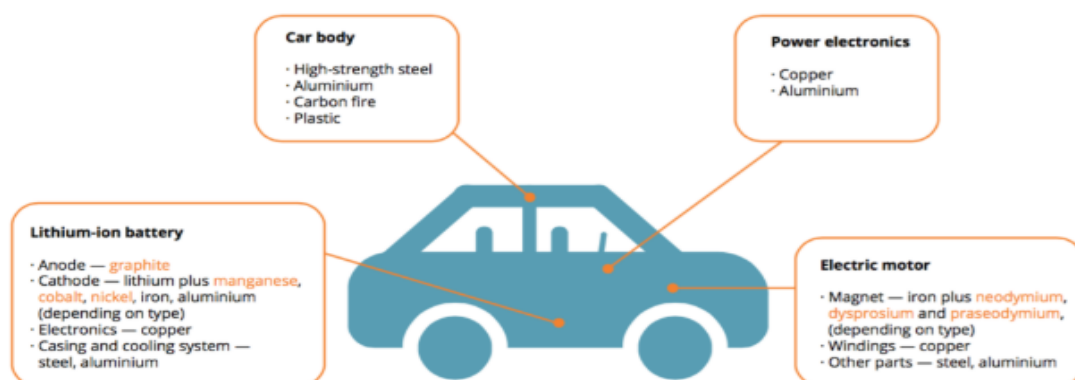 Car body
· High-strength steel
· Aluminium
· Carbon fire
· Plastic
Power electronics
· Copper
· Aluminium
Lithium-ion battery
· Anode — graphite
· Cathode — lithium plus manganese,
cobalt, nickel, iron, aluminium
(depending on type)
· Electronics — copper
· Casing and cooling system —
steel, aluminium
Electric motor
· Magnet — iron plus neodymium,
dysprosium and praseodymium,
(depending on type)
· Windings — copper
· Other parts — steel, aluminium